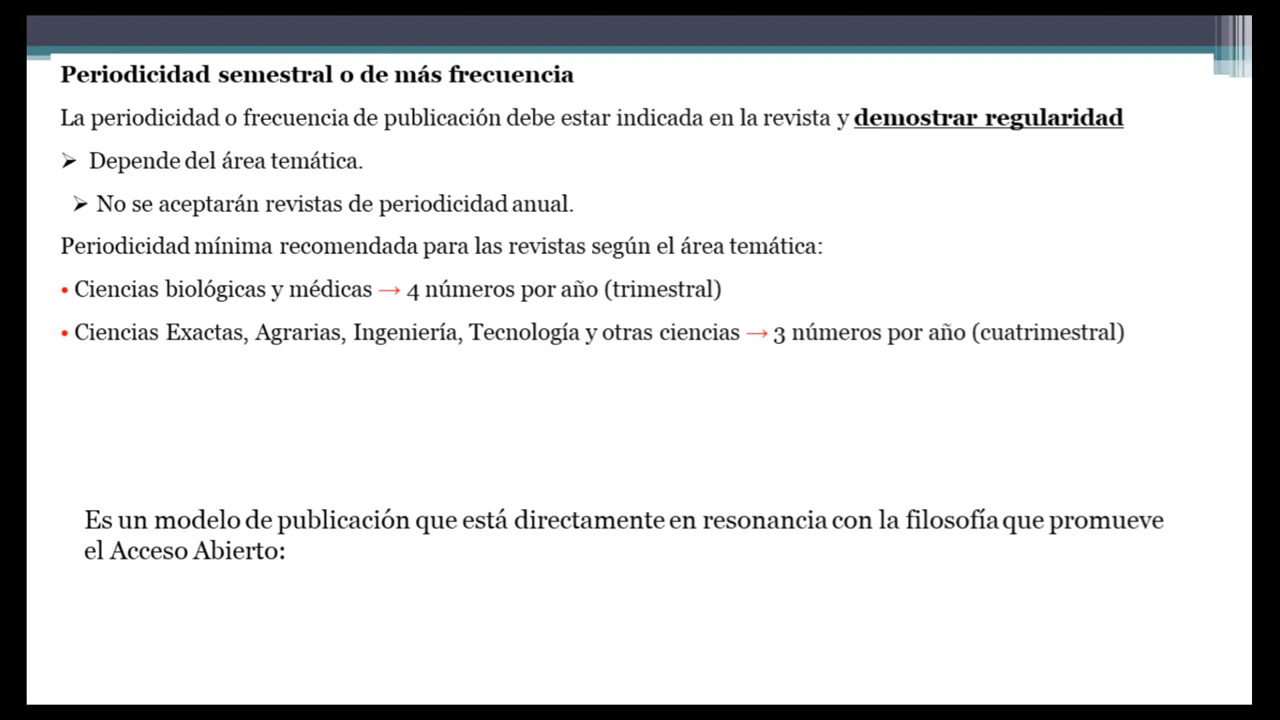 Periodicidad semestral o de más frecuencia
La periodicidad o frecuencia de publicación debe estar indicada en la revista y demostrar regularidad
➢ Depende del área temática.
➢ No se aceptarán revistas de periodicidad anual.
Periodicidad mínima recomendada para las revistas según el área temática:
• Ciencias biológicas y médicas → 4 números por año (trimestral)
• Ciencias Exactas, Agrarias, Ingeniería, Tecnología y otras ciencias → 3 números por año (cuatrimestral)
Es un modelo de publicación que está directamente en resonancia con la filosofía que promueve
el Acceso Abierto: